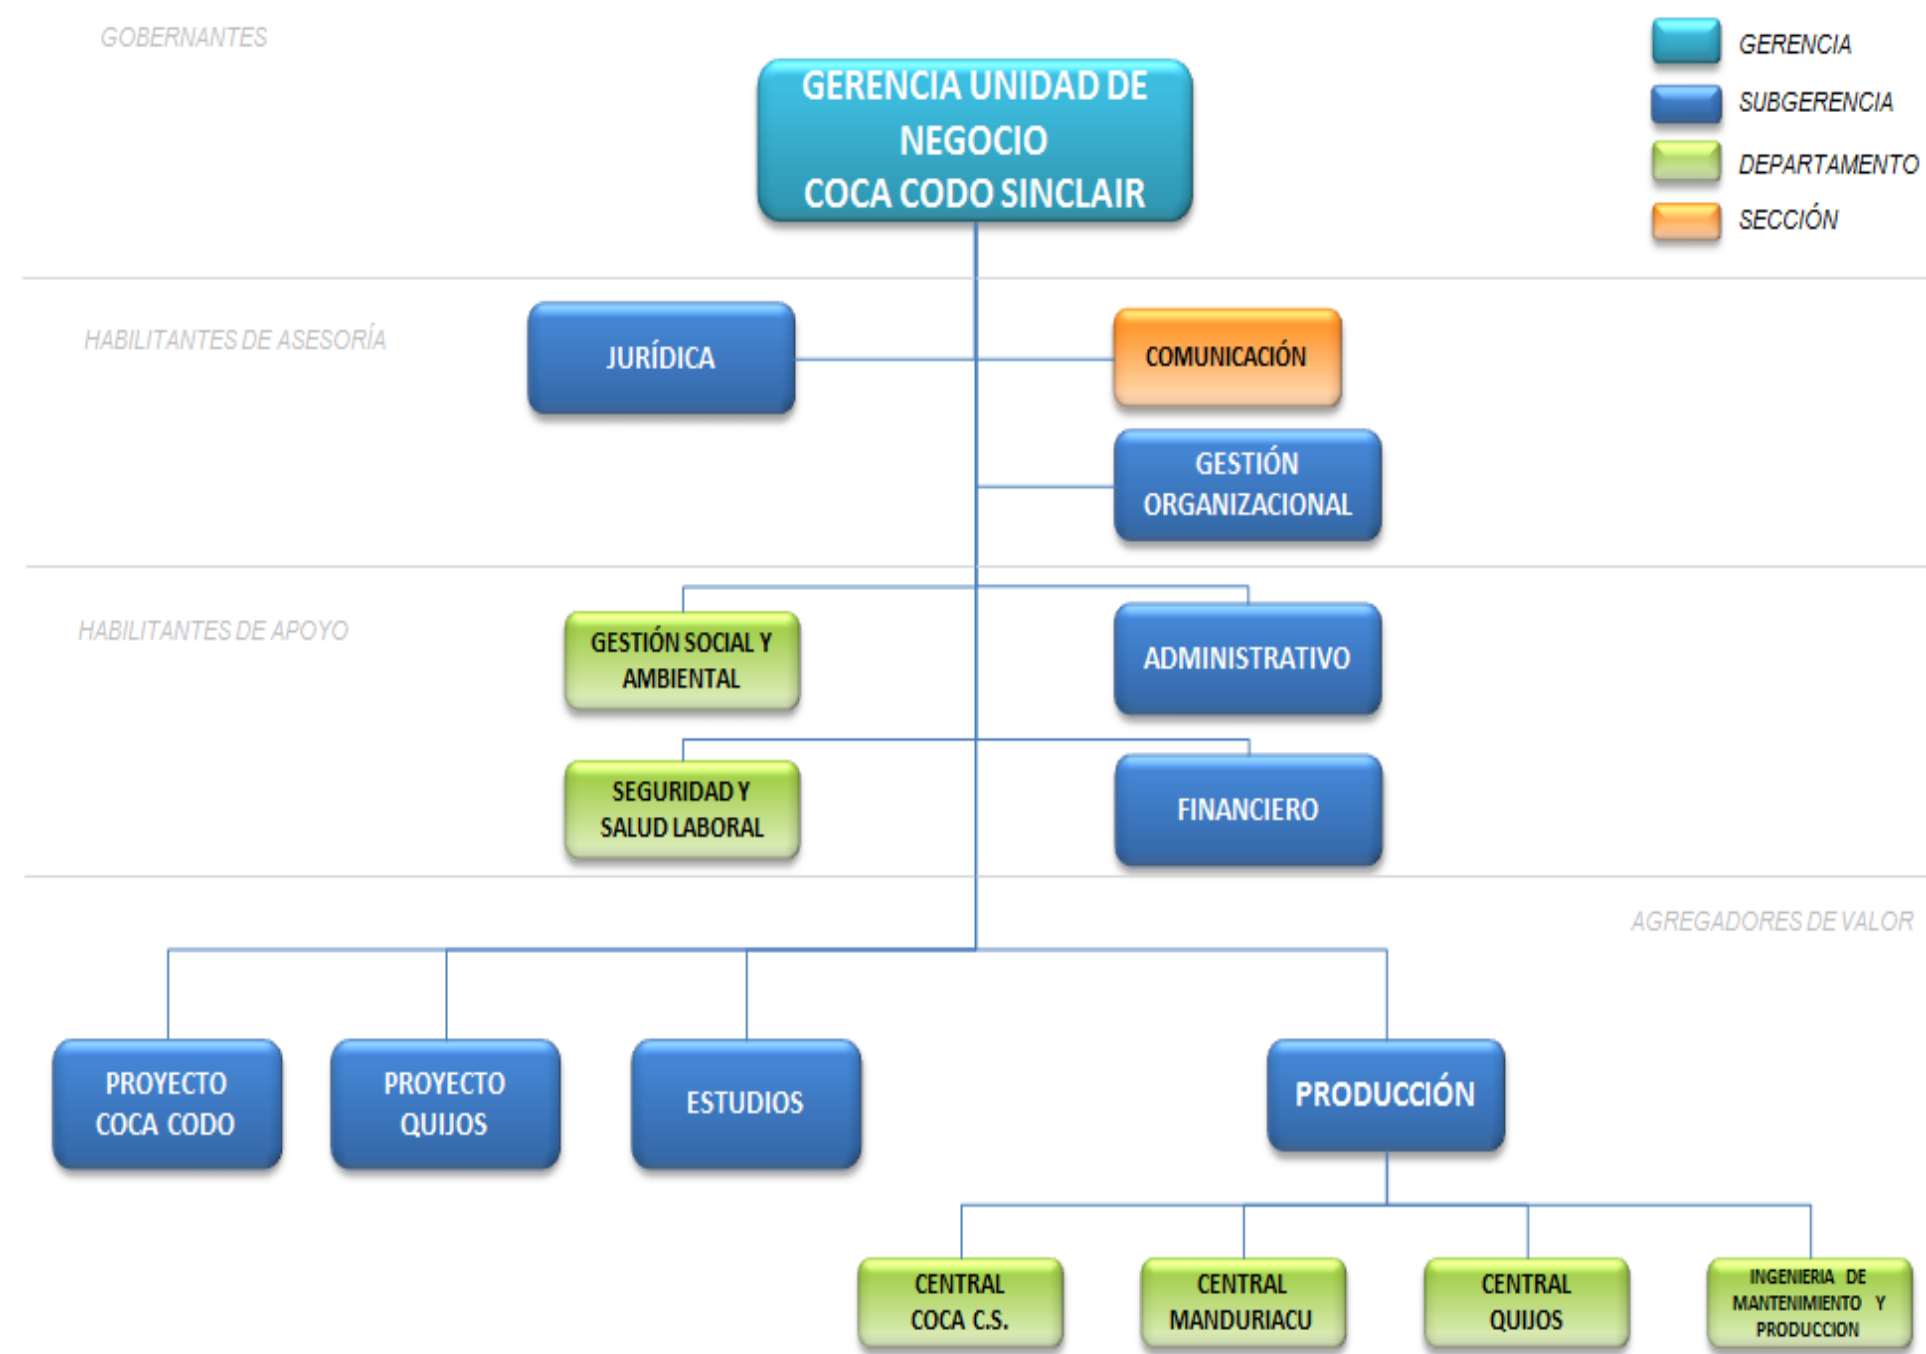 GOBERNANTES
GERENCIA UNIDAD DE
NEGOCIO
COCA CODO SINCLAIR
GERENCIA
SUBGERENCIA
DEPARTAMENTO
SECCIÓN
HABILITANTES DE ASESORÍA
JURÍDICA
COMUNICACIÓN
GESTIÓN
ORGANIZACIONAL
HABILITANTES DE APOYO
GESTIÓN SOCIAL Y
AMBIENTAL
ADMINISTRATIVO
SEGURIDAD Y
SALUD LABORAL
FINANCIERO
AGREGADORES DE VALOR
PROYECTO
COCA CODO
PROYECTO
QUIJOS
ESTUDIOS
PRODUCCIÓN
CENTRAL
COCA C.S.
CENTRAL
MANDURIACU
CENTRAL
QUIJOS
INGENIERIA DE
MANTENIMIENTO Y
PRODUCCION